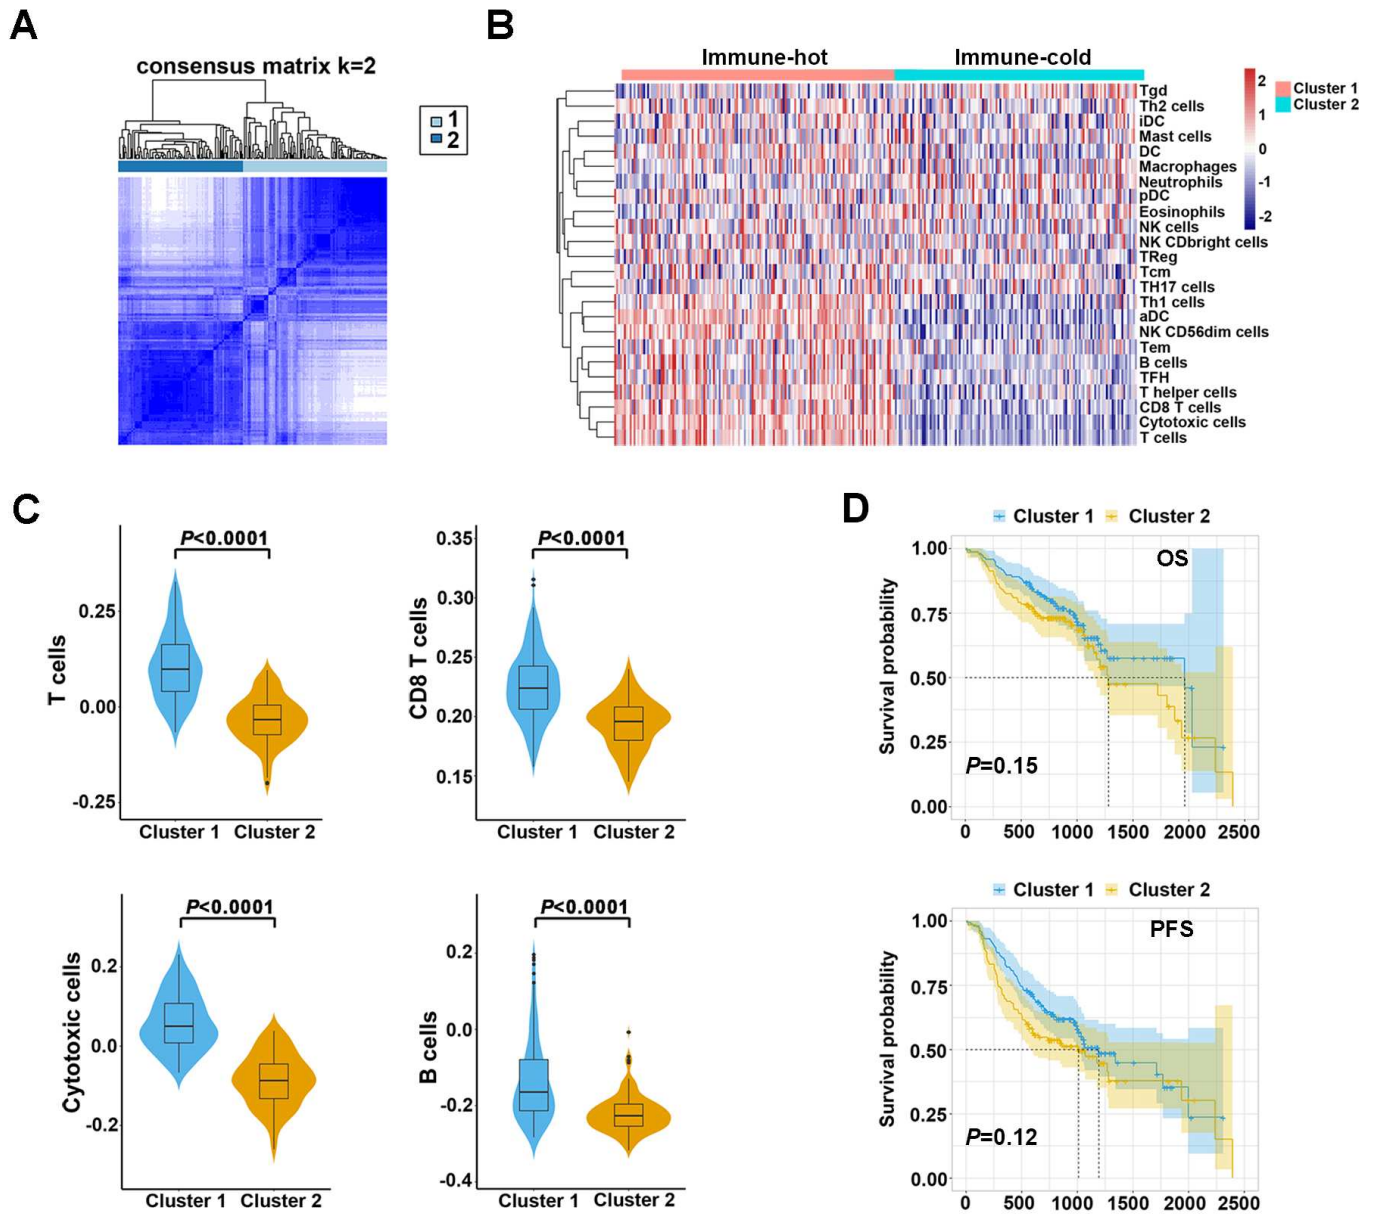 A
consensus matrix k=2
1
2
B
Immune-hot
Immune-cold
Tgd
Th2 cells
iDC
Mast cells
DC
Macrophages
Neutrophils
pDC
Eosinophils
NK cells
NK CDbright cells
TReg
Tcm
TH17 cells
Th1 cells
aDC
NK CD56dim cells
Tem
B cells
TFH
T helper cells
CD8 T cells
Cytotoxic cells
T cells
2
1
0
-1
-2
Cluster 1
Cluster 2
C
P<0.0001
T cells
0.25
0.00
-0.25
Cluster 1 Cluster 2
P<0.0001
CD8 T cells
0.35
0.30
0.25
0.20
0.15
Cluster 1 Cluster 2
P<0.0001
Cytotoxic cells
0.2
0.0
-0.2
Cluster 1 Cluster 2
P<0.0001
B cells
0.2
0.0
-0.2
-0.4
Cluster 1 Cluster 2
D
Cluster 1 Cluster 2
OS
Survival probability
1.00
0.75
0.50
0.25
0.00
P=0.15
0 500 1000 1500 2000 2500
Cluster 1 Cluster 2
PFS
Survival probability
1.00
0.75
0.50
0.25
0.00
P=0.12
0 500 1000 1500 2000 2500